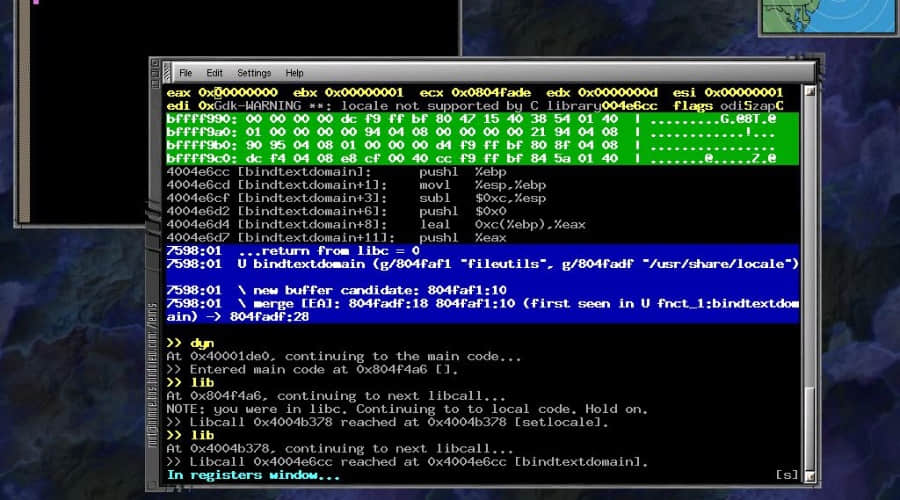 File Edit Settings Help
eax 0x00000000 ebx 0x00000001 ecx 0x0804fade edx 0x0000000d esi 0x00000001
edi 0xGdk-WARNING **: locale not supported by C library004e6cc flags odiSzapC
bffff990: 00 00 00 00 dc f9 ff bf 80 47 15 40 38 54 01 40 | .........G.@8T.@
bffff9a0: 01 00 00 00 00 94 04 08 00 00 00 00 21 94 04 08 | ............!...
bffff9b0: 90 95 04 08 01 00 00 00 d4 f9 ff bf 80 8f 04 08 | ................
bffff9c0: dc f4 04 08 e8 cf 00 40 cc f9 ff bf 84 5a 01 40 | .......@.....Z.@
4004e6cc [bindtextdomain]: pushl %ebp
4004e6cd [bindtextdomain+1]: movl %esp,%ebp
4004e6cf [bindtextdomain+3]: subl $0xc,%esp
4004e6d2 [bindtextdomain+6]: pushl $0x0
4004e6d4 [bindtextdomain+8]: leal 0xc(%ebp),%eax
4004e6d7 [bindtextdomain+11]: pushl %eax
7598:01 ...return from libc = 0
7598:01 U bindtextdomain (g/804faf1 "fileutils", g/804fadf "/usr/share/locale")
7598:01 \ new buffer candidate: 804faf1:10
7598:01 \ merge [EA]: 804fadf:18 804faf1:10 (first seen in U fnct_1:bindtextdom
ain) -> 804fadf:28
>> dyn
At 0x40001de0, continuing to the main code...
>> Entered main code at 0x804f4a6 [].
>> lib
At 0x804f4a6, continuing to next libcall...
NOTE: you were in libc. Continuing to to local code. Hold on.
>> Libcall 0x4004b378 reached at 0x4004b378 [setlocale].
>> lib
At 0x4004b378, continuing to next libcall...
>> Libcall 0x4004e6cc reached at 0x4004e6cc [bindtextdomain].
In registers window... [s]